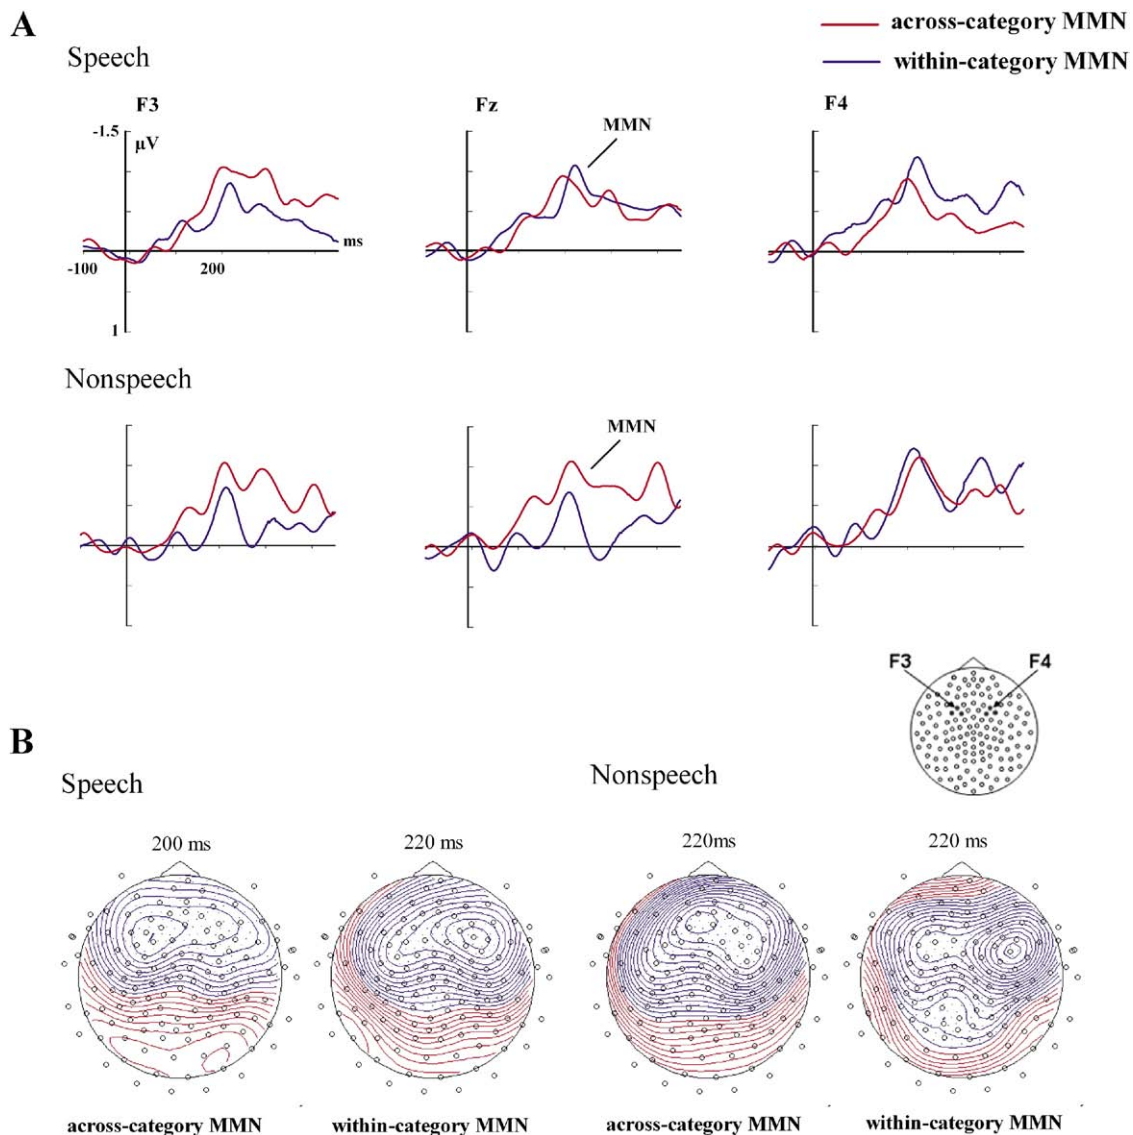 A
across-category MMN
within-category MMN
Speech
F3
Fz
F4
-1.5
µV
MMN
ms
-100
200
1
Nonspeech
MMN
F3
F4
B
Speech
Nonspeech
200 ms
220 ms
220ms
220 ms
across-category MMN
within-category MMN
across-category MMN
within-category MMN